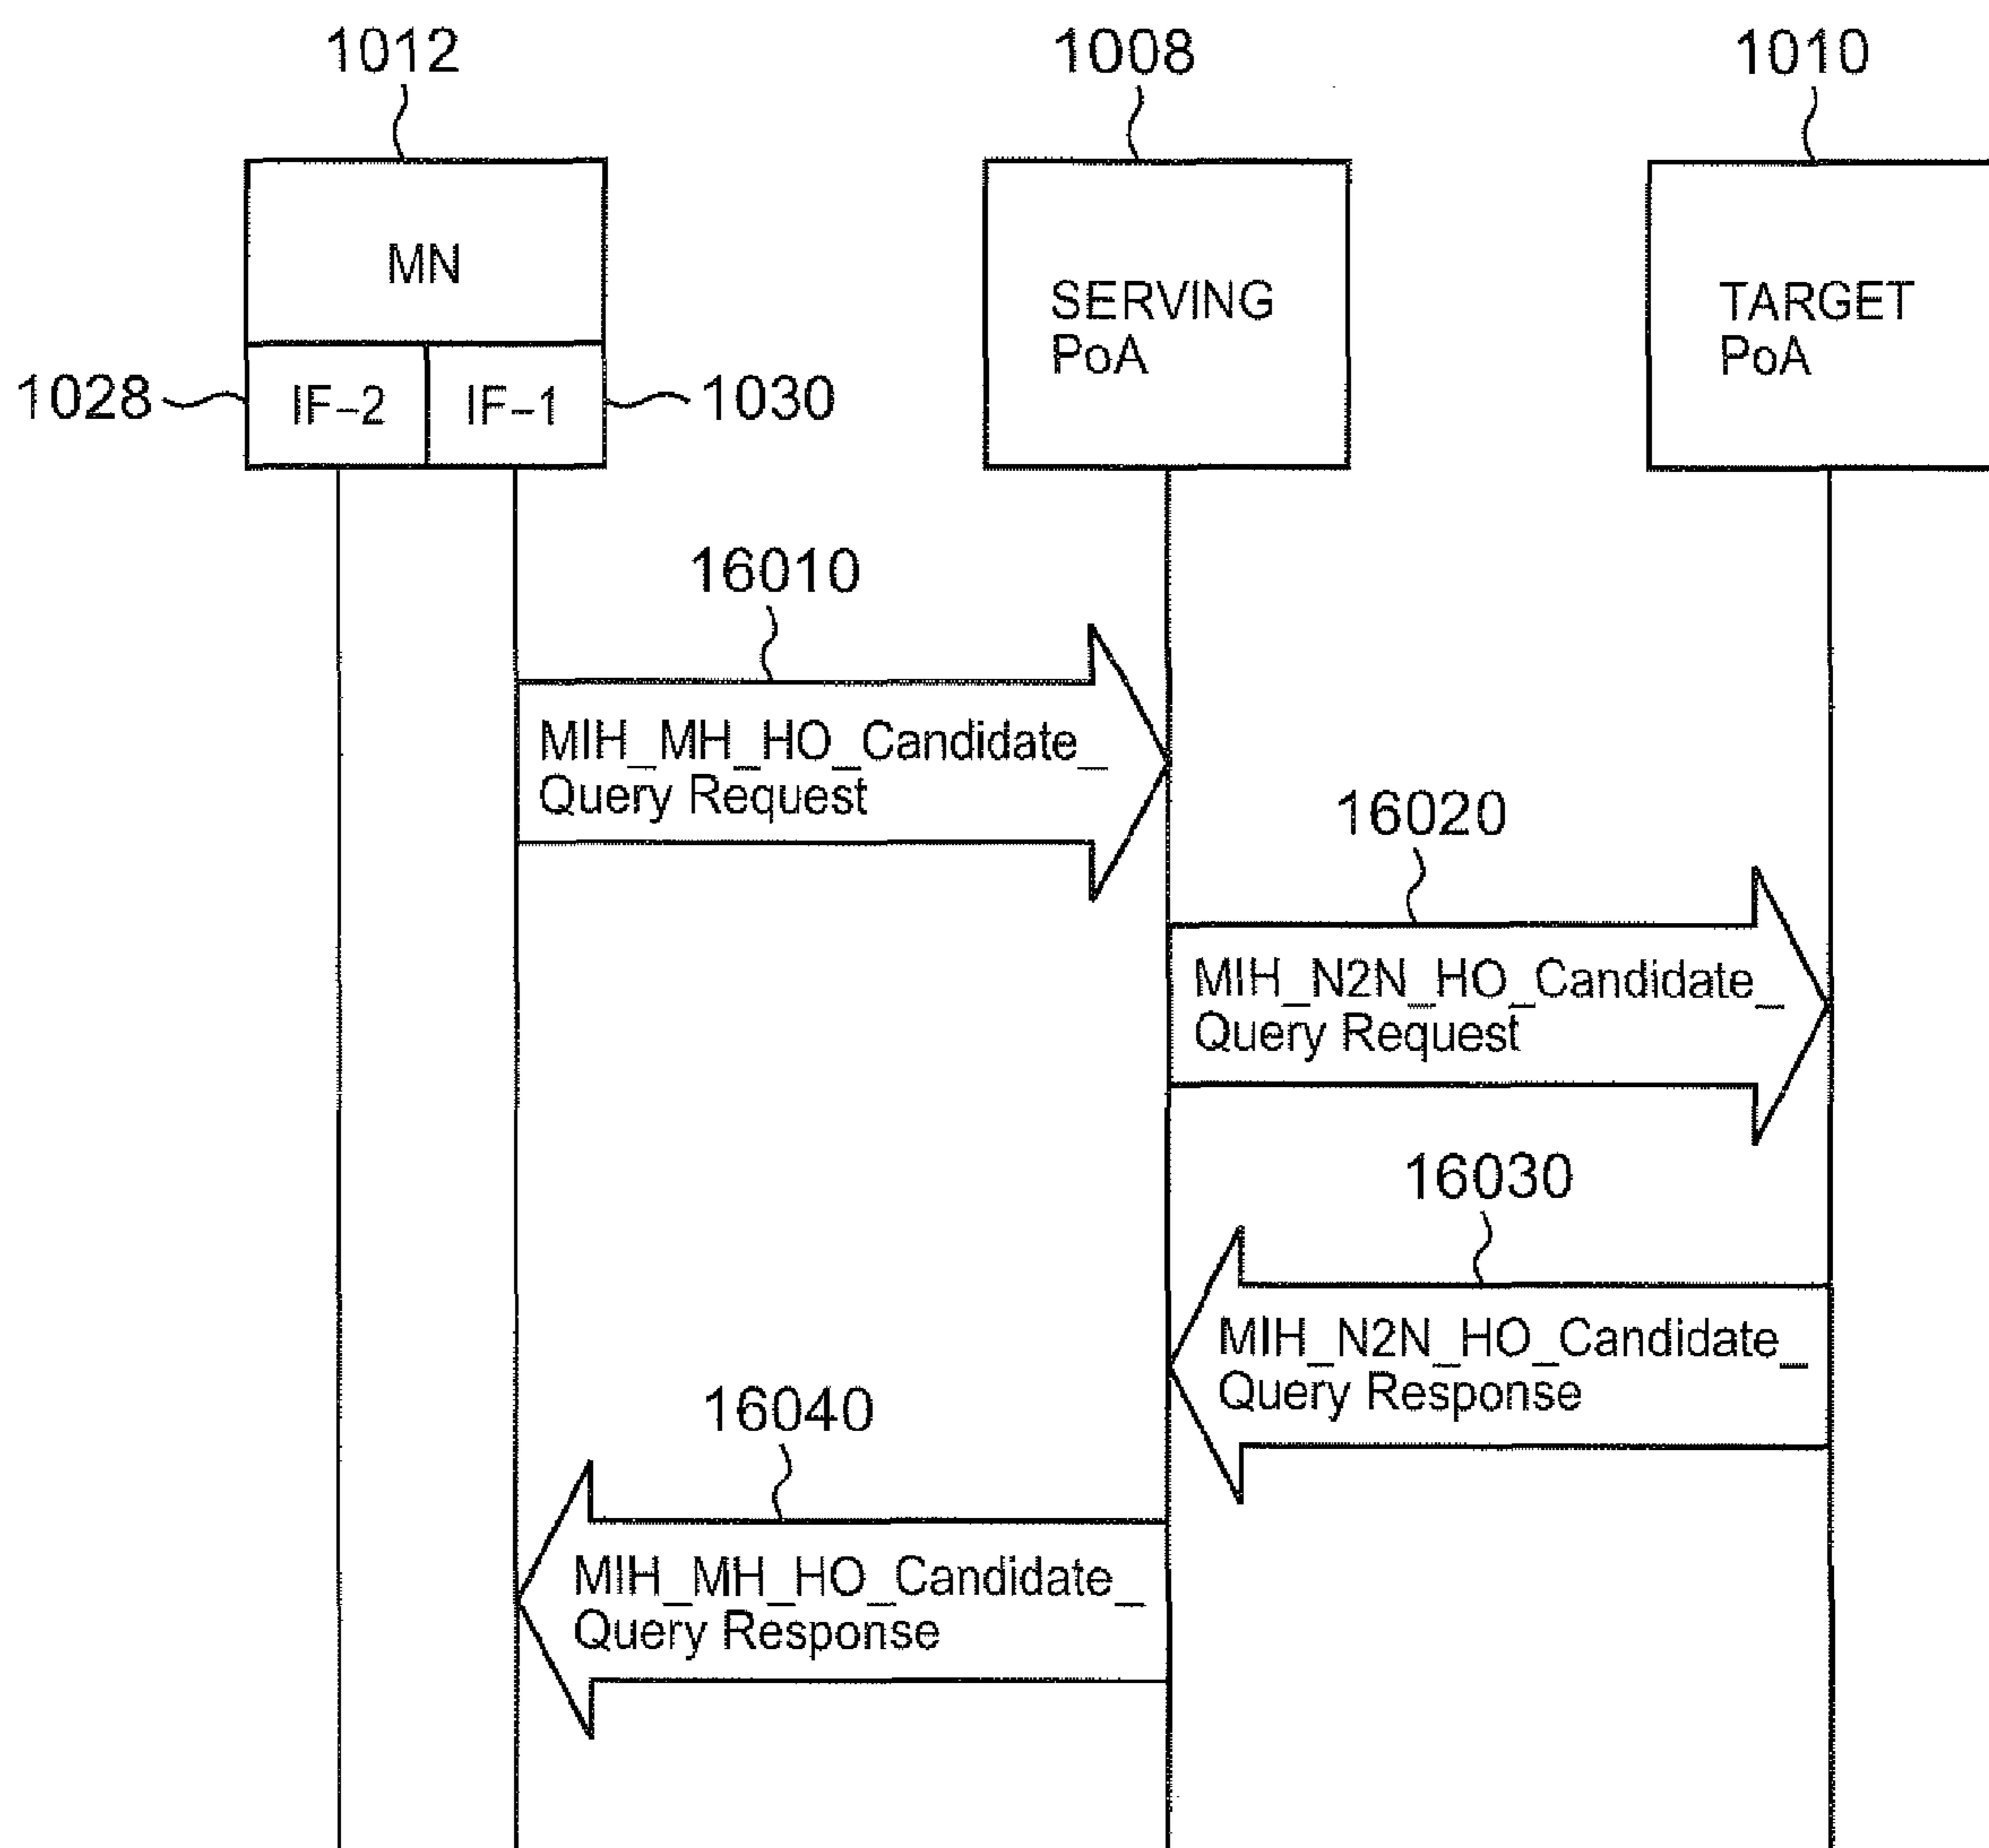 1012
1008
1010
MN
SERVING
PoA
TARGET
PoA
1028
IF-2
IF-1
1030
16010
MIH_MH_HO_Candidate_
Query Request
16020
MIH_N2N_HO_Candidate_
Query Request
16030
MIH_N2N_HO_Candidate_
Query Response
16040
MIH_MH_HO_Candidate_
Query Response